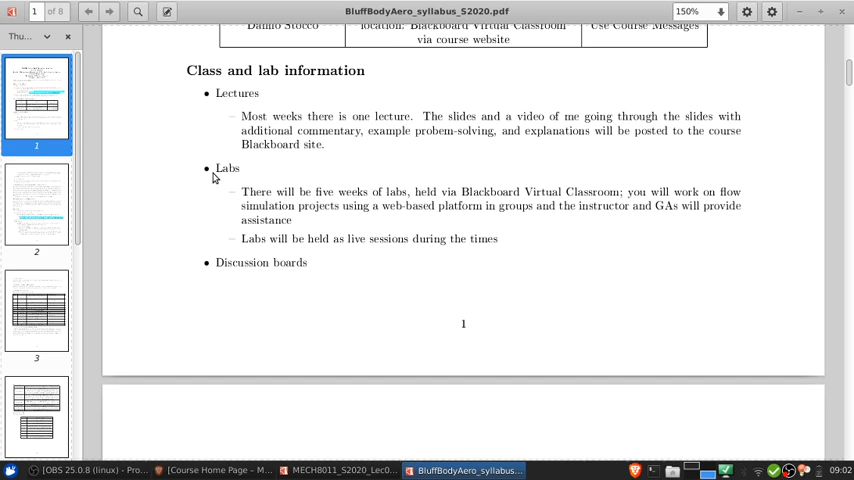 1 of 8
BluffBodyAero_syllabus_S2020.pdf
150%
Thu...
Danilo Stocco
location: Blackboard Virtual Classroom
via course website
Use Course Messages
Class and lab information
• Lectures
– Most weeks there is one lecture. The slides and a video of me going through the slides with
additional commentary, example probem-solving, and explanations will be posted to the course
Blackboard site.
• Labs
– There will be five weeks of labs, held via Blackboard Virtual Classroom; you will work on flow
simulation projects using a web-based platform in groups and the instructor and GAs will provide
assistance
– Labs will be held as live sessions during the times
• Discussion boards
1
1
2
3
[OBS 25.0.8 (linux) - Pro...
[Course Home Page – M...
MECH8011_S2020_Lec0...
BluffBodyAero_syllabus...
09:02